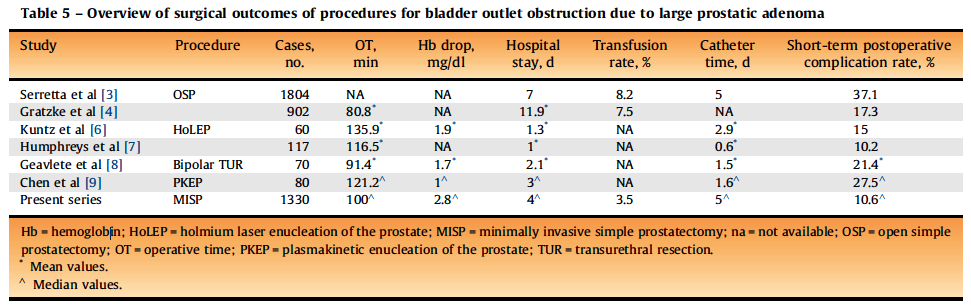 Table 5 – Overview of surgical outcomes of procedures for bladder outlet obstruction due to large prostatic adenoma
Study Procedure Cases, no. OT, min Hb drop, mg/dl Hospital stay, d Transfusion rate, % Catheter time, d Short-term postoperative complication rate, %
Serretta et al [3] OSP 1804 NA NA 7 8.2 5 37.1
Gratzke et al [4] 902 80.8* NA 11.9* 7.5 NA 17.3
Kuntz et al [6] HoLEP 60 135.9* 1.9* 1.3* NA 2.9* 15
Humphreys et al [7] 117 116.5* NA 1* NA 0.6* 10.2
Geavlete et al [8] Bipolar TUR 70 91.4* 1.7* 2.1* NA 1.5* 21.4*
Chen et al [9] PKEP 80 121.2^ 1^ 3^ NA 1.6^ 27.5^
Present series MISP 1330 100^ 2.8^ 4^ 3.5 5^ 10.6^
Hb = hemoglobin; HoLEP = holmium laser enucleation of the prostate; MISP = minimally invasive simple prostatectomy; na = not available; OSP = open simple
prostatectomy; OT = operative time; PKEP = plasmakinetic enucleation of the prostate; TUR = transurethral resection.
* Mean values.
^ Median values.